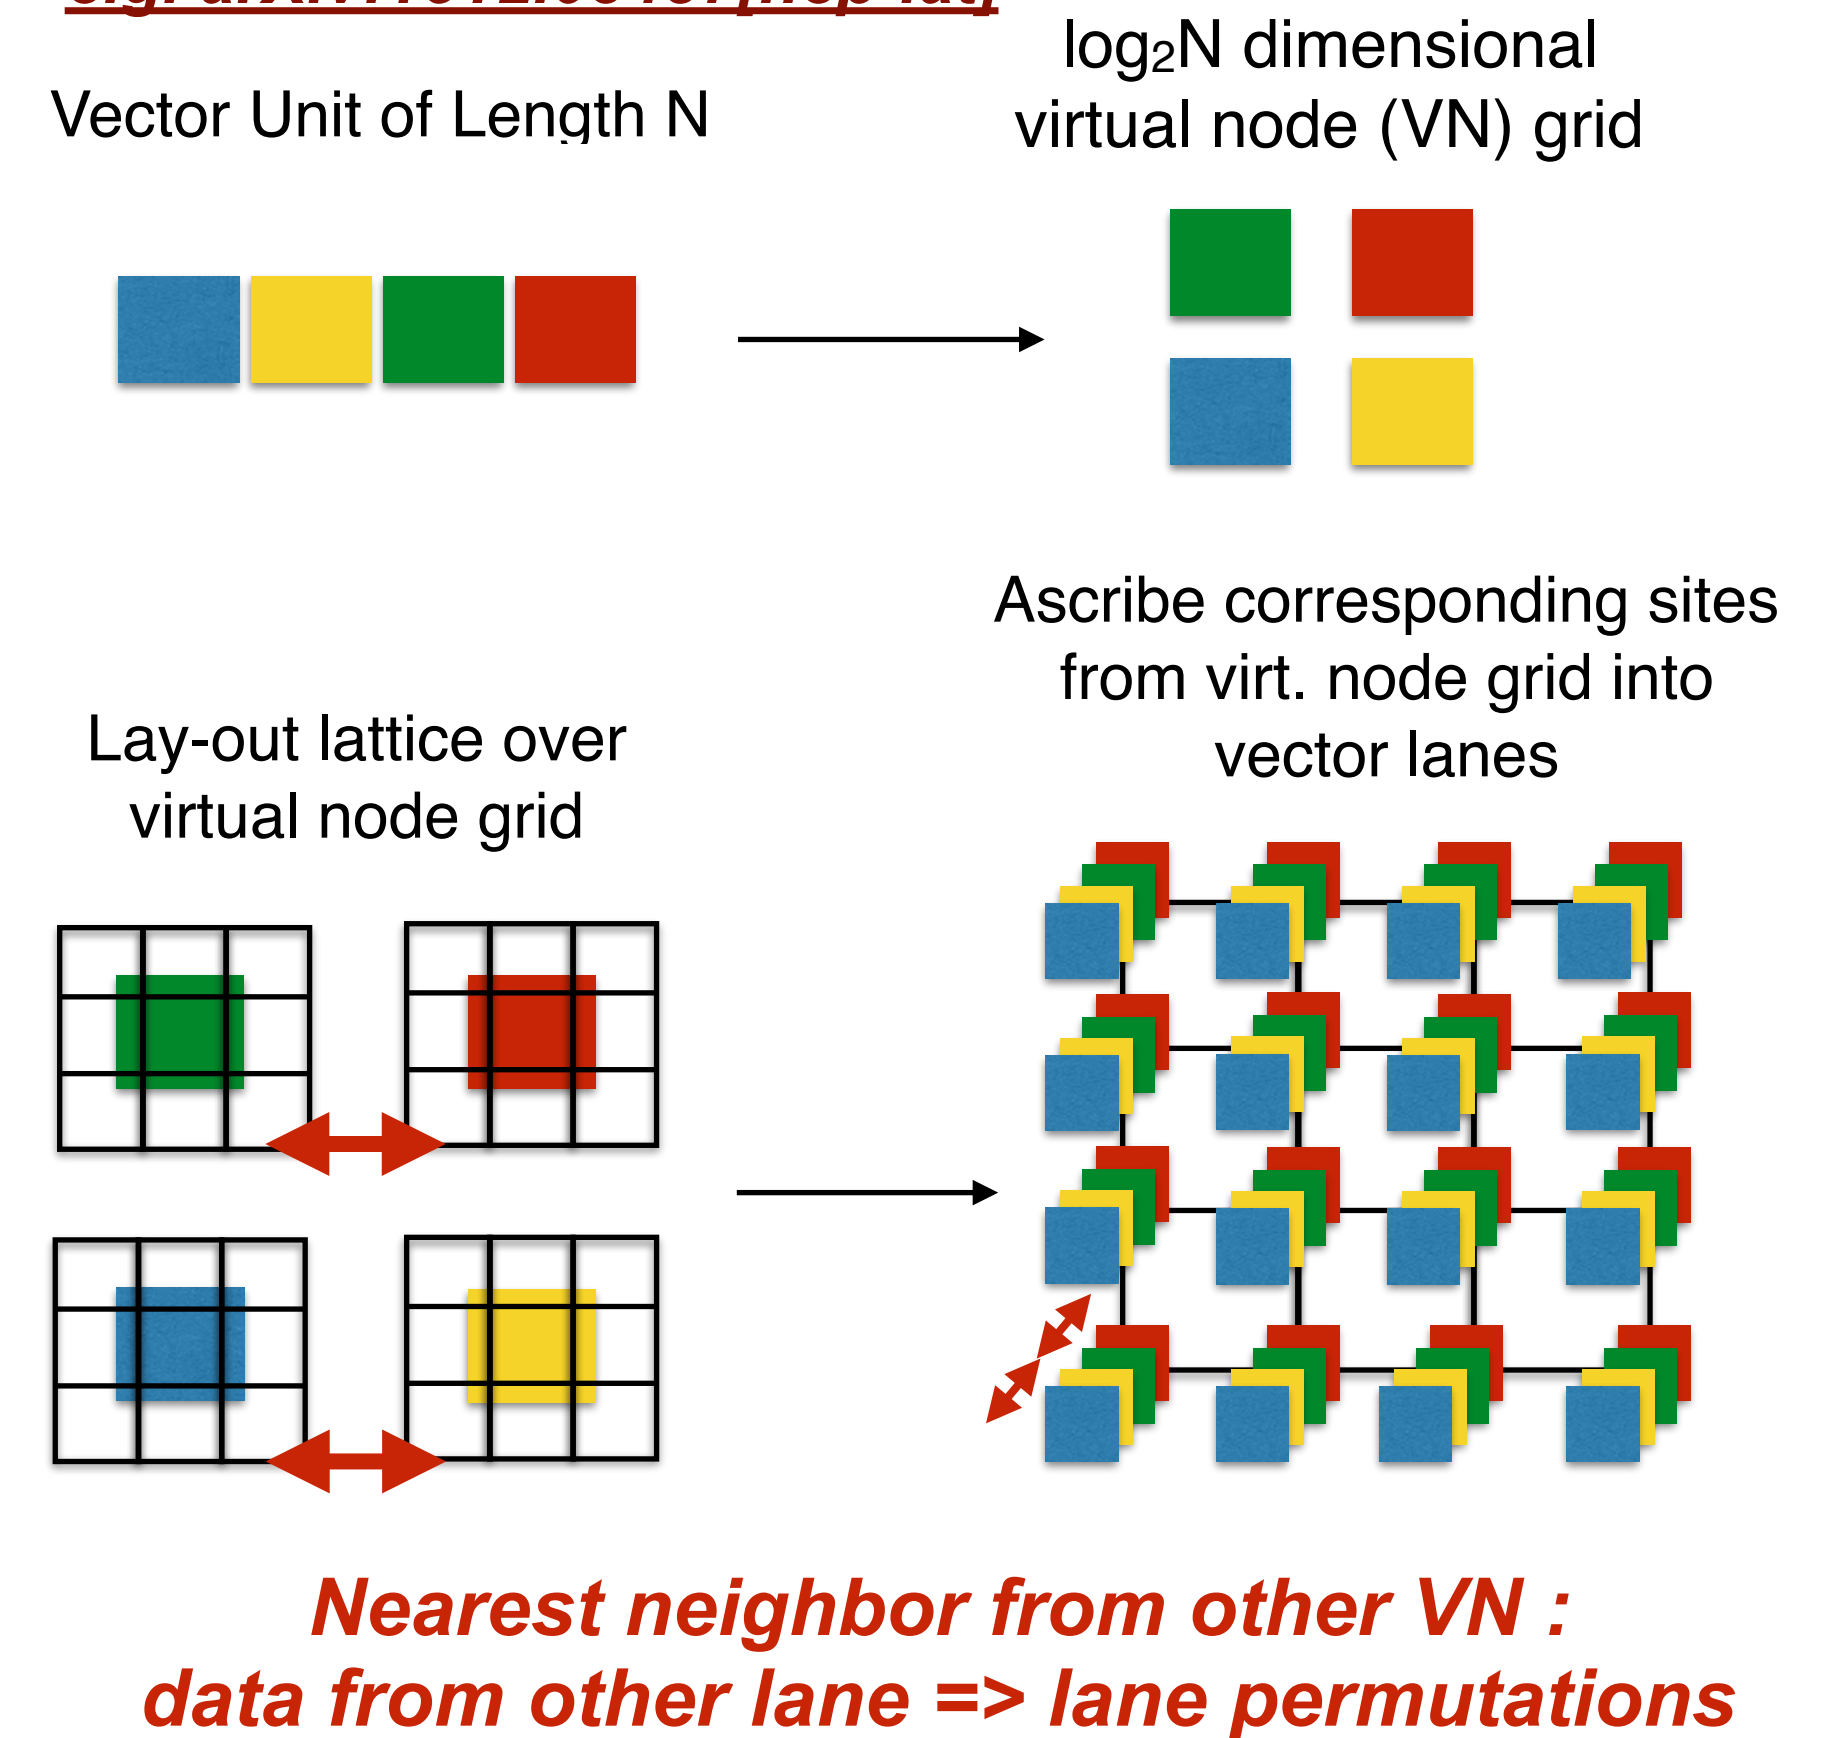 Vector Unit of Length N
log₂N dimensional
virtual node (VN) grid
Ascribe corresponding sites
from virt. node grid into
vector lanes
Lay-out lattice over
virtual node grid
Nearest neighbor from other VN :
data from other lane => lane permutations